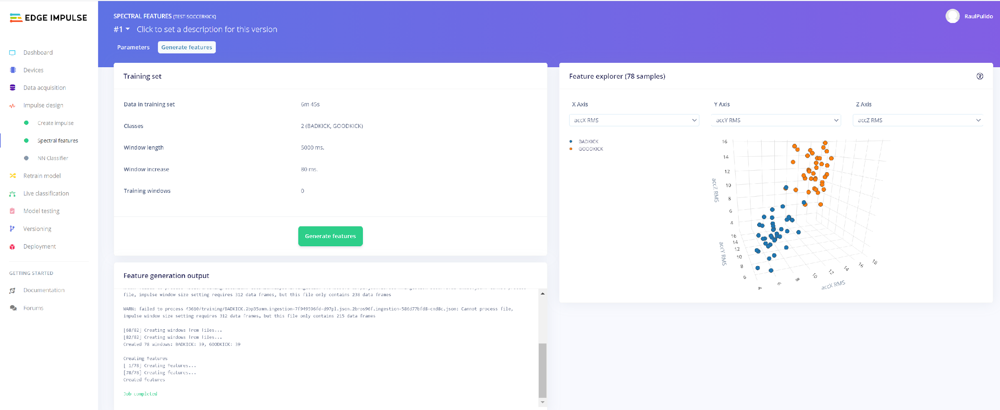 EDGE IMPULSE
Dashboard
Devices
Data acquisition
Impulse design
Create impulse
Spectral features
NN Classifier
Retrain model
Live classification
Model testing
Versioning
Deployment
GETTING STARTED
Documentation
Forums
SPECTRAL FEATURES (TEST-SOCCERKICK)
#1 Click to set a description for this version
Parameters Generate features
RaulPulido
Training set
Data in training set 6m 45s
Classes 2 (BADKICK, GOODKICK)
Window length 5000 ms.
Window increase 80 ms.
Training windows 0
Generate features
Feature generation output
file, impulse window size setting requires 312 data frames, but this file only contains 238 data frames
WARN: failed to process 43610/training/BADKICK.2bp35amm.ingestion-7f949596fd-d97pl.json.2bros96f.ingestion-586d77bfd8-cnd8c.json: Cannot process file,
impulse window size setting requires 312 data frames, but this file only contains 215 data frames
[68/82] Creating windows from files...
[82/82] Creating windows from files...
Created 78 windows: BADKICK: 39, GOODKICK: 39
Creating features
[ 1/78] Creating features...
[78/78] Creating features...
Created features
Job completed
Feature explorer (78 samples)
X Axis Y Axis Z Axis
accX RMS accY RMS accZ RMS
BADKICK
GOODKICK
16
14
12
10
8
6
4
accZ RMS
16
14
12
10
8
6
accY RMS
4 6 8 10 12 14 16 18
accX RMS